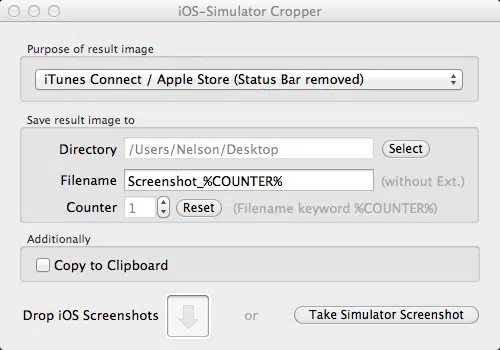 iOS-Simulator Cropper
Purpose of result image
iTunes Connect / Apple Store (Status Bar removed)
Save result image to
Directory /Users/Nelson/Desktop Select
Filename Screenshot_%COUNTER% (without Ext.)
Counter 1 Reset (Filename keyword %COUNTER%)
Additionally
Copy to Clipboard
Drop iOS Screenshots or Take Simulator Screenshot